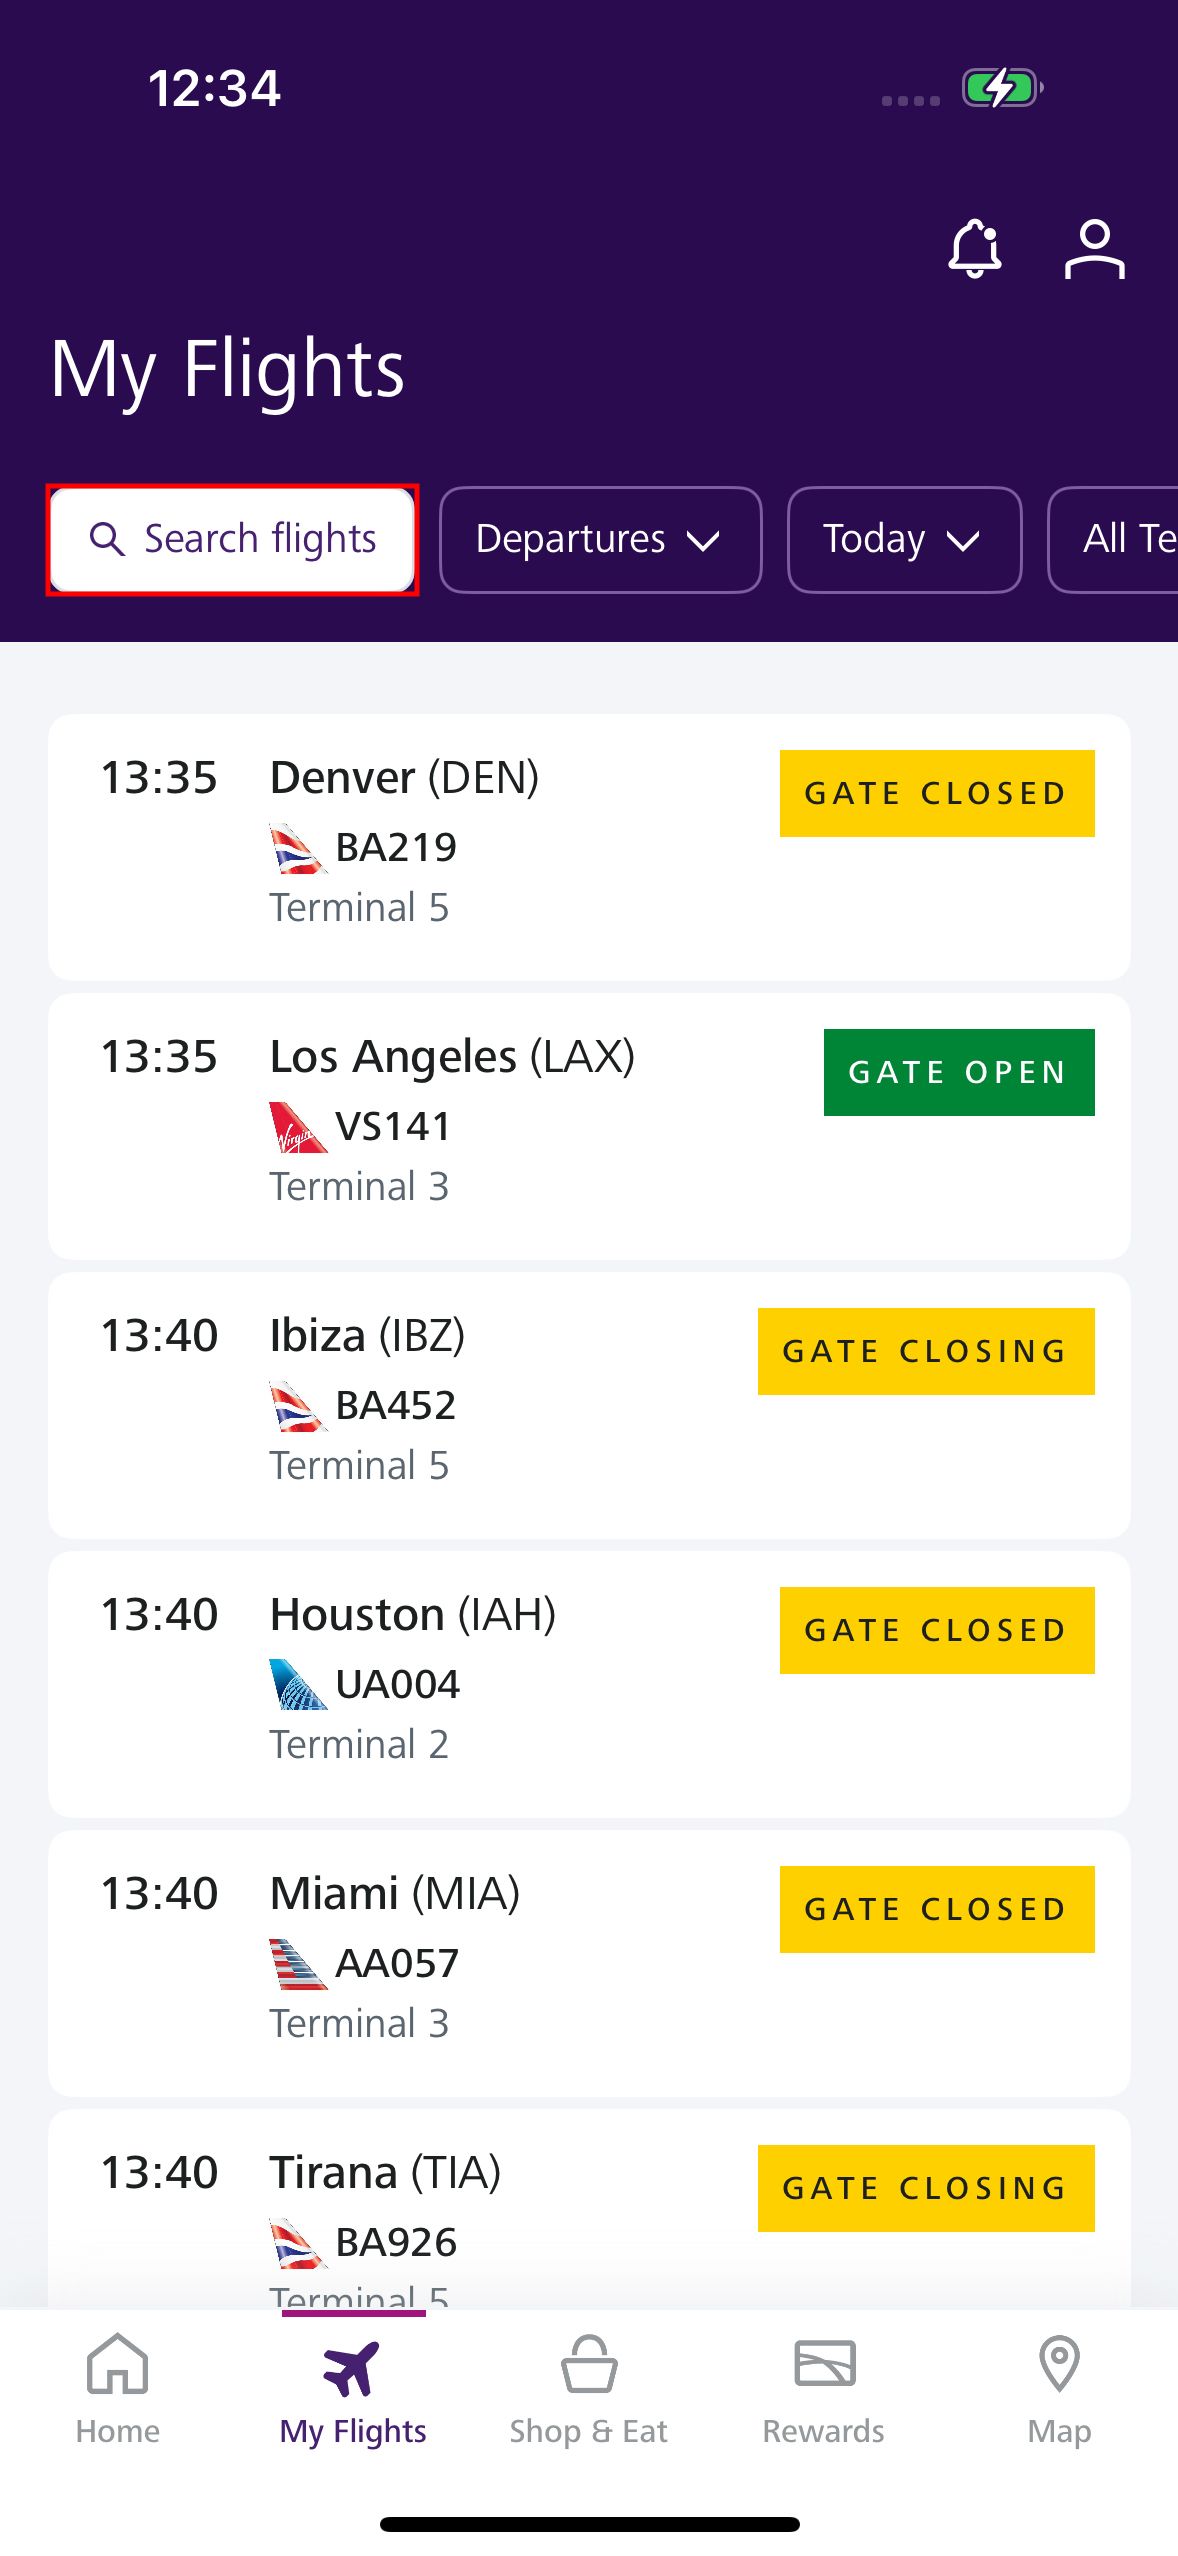 12:34
My Flights
Search flights
Departures
Today
All Te
13:35 Denver (DEN) GATE CLOSED
BA219
Terminal 5
13:35 Los Angeles (LAX) GATE OPEN
Virgin VS141
Terminal 3
13:40 Ibiza (IBZ) GATE CLOSING
BA452
Terminal 5
13:40 Houston (IAH) GATE CLOSED
UA004
Terminal 2
13:40 Miami (MIA) GATE CLOSED
AA057
Terminal 3
13:40 Tirana (TIA) GATE CLOSING
BA926
Terminal 5
Home
My Flights
Shop & Eat
Rewards
Map